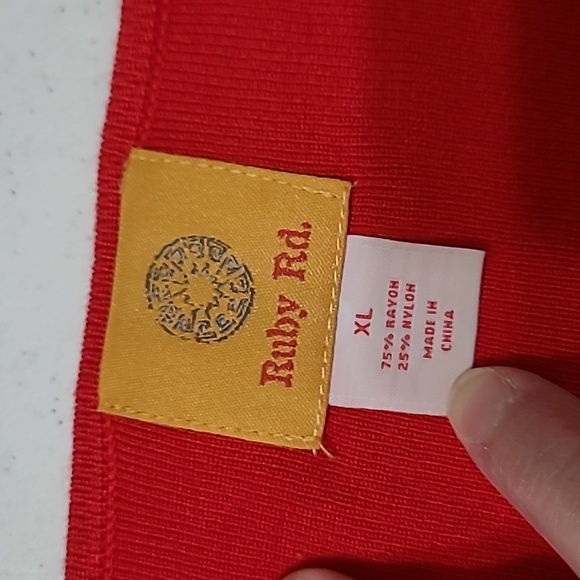 Ruby Rd.
XL
75% RAYON
25% NYLON
MADE IN
CHINA